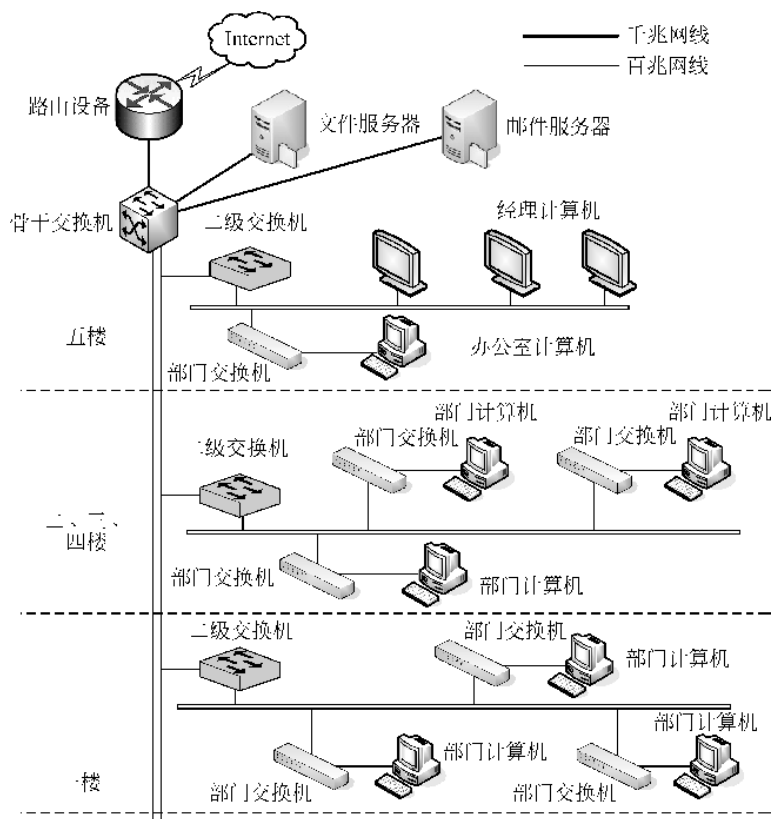 Internet
千兆网线
百兆网线
路由设备
文件服务器
邮件服务器
骨干交换机
二级交换机
经理计算机
五楼
部门交换机
办公室计算机
部门计算机
部门计算机
二级交换机
部门交换机
部门交换机
二、三、
四楼
部门交换机
部门计算机
二级交换机
部门交换机
部门计算机
部门计算机
部门计算机
一楼
部门交换机
部门交换机